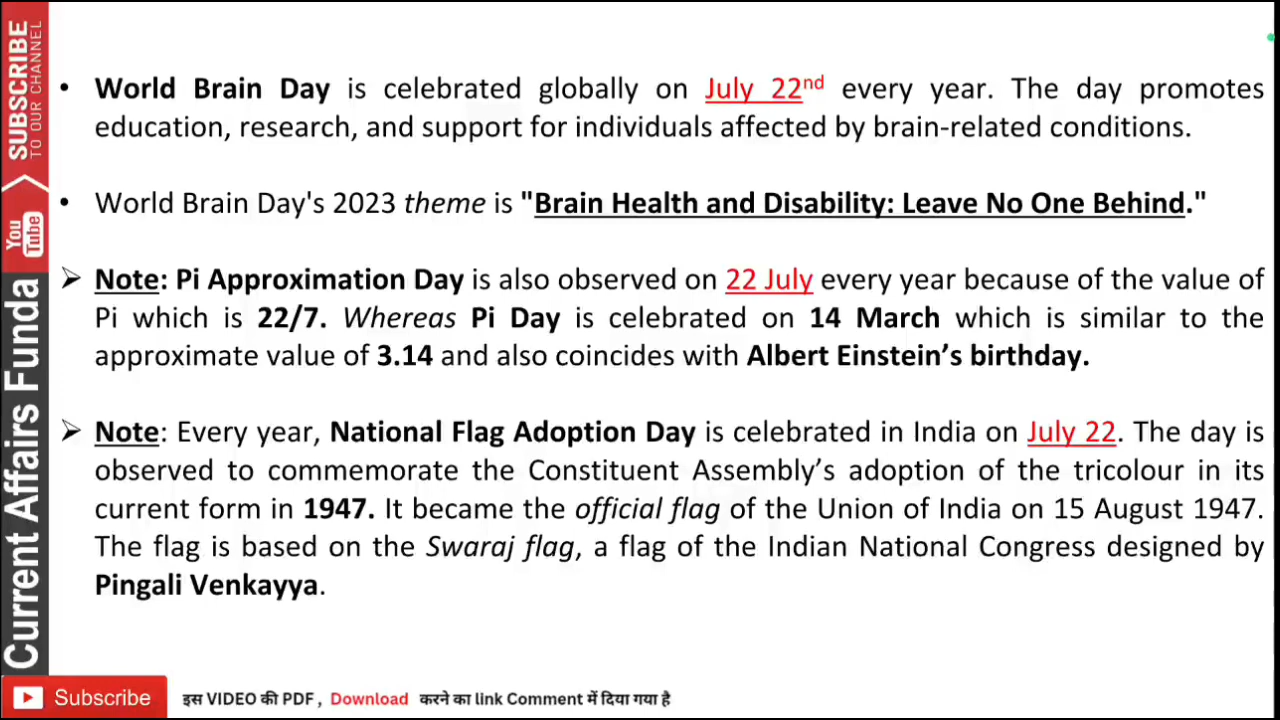 SUBSCRIBE
TO OUR CHANNEL
You
Tube
Current Affairs Funda
• World Brain Day is celebrated globally on July 22nd every year. The day promotes
education, research, and support for individuals affected by brain-related conditions.
• World Brain Day's 2023 theme is "Brain Health and Disability: Leave No One Behind."
➢ Note: Pi Approximation Day is also observed on 22 July every year because of the value of
Pi which is 22/7. Whereas Pi Day is celebrated on 14 March which is similar to the
approximate value of 3.14 and also coincides with Albert Einstein’s birthday.
➢ Note: Every year, National Flag Adoption Day is celebrated in India on July 22. The day is
observed to commemorate the Constituent Assembly’s adoption of the tricolour in its
current form in 1947. It became the official flag of the Union of India on 15 August 1947.
The flag is based on the Swaraj flag, a flag of the Indian National Congress designed by
Pingali Venkayya.
Subscribe इस VIDEO की PDF , Download करने का link Comment में दिया गया है